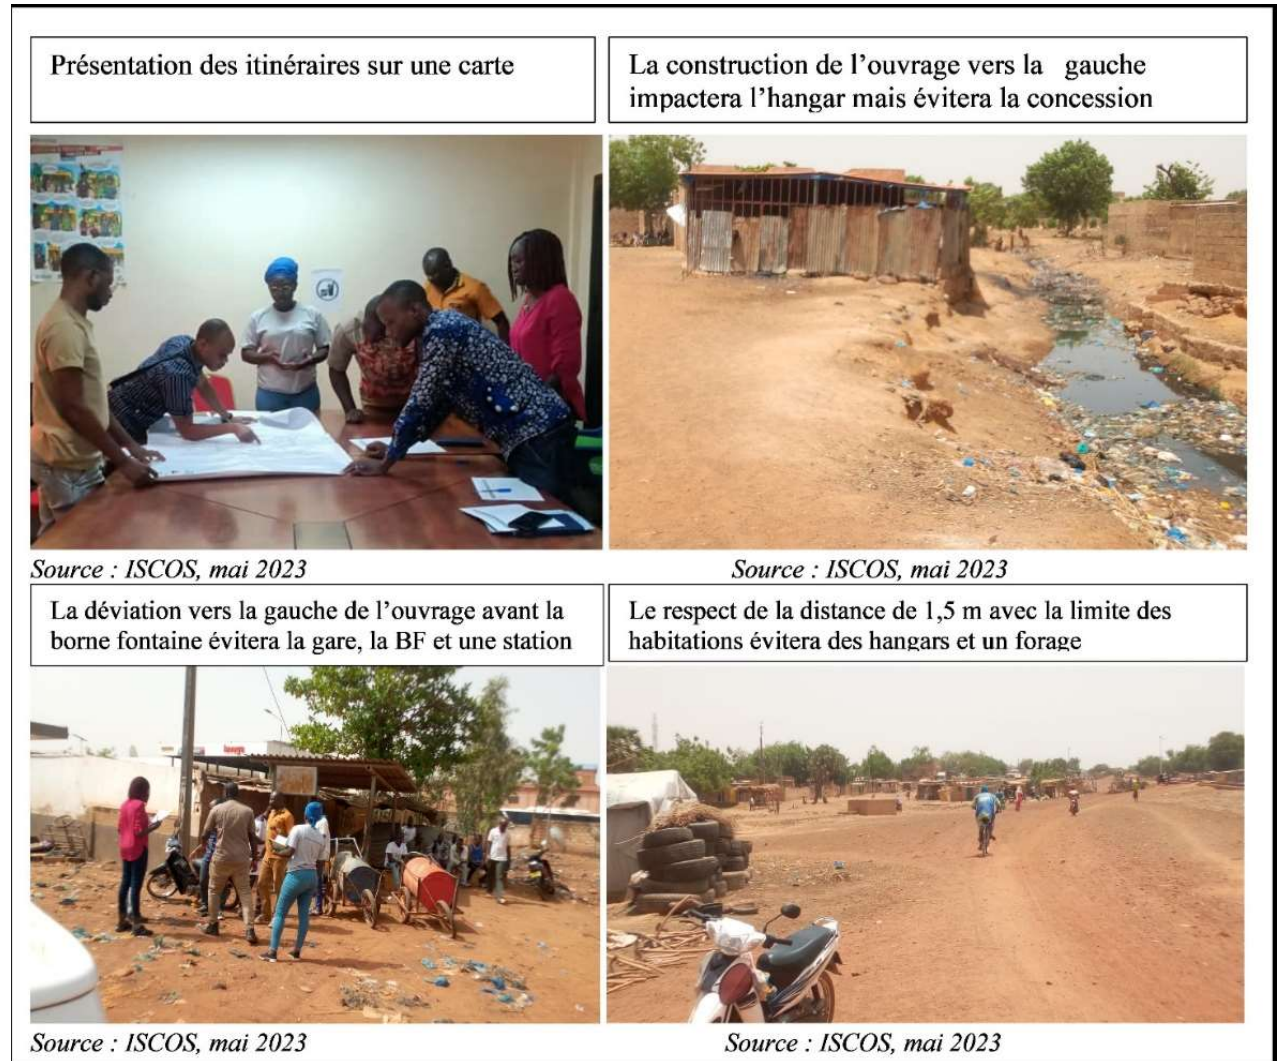 Présentation des itinéraires sur une carte
La construction de l’ouvrage vers la gauche
impactera l’hangar mais évitera la concession
Source : ISCOS, mai 2023
Source : ISCOS, mai 2023
La déviation vers la gauche de l’ouvrage avant la
borne fontaine évitera la gare, la BF et une station
Le respect de la distance de 1,5 m avec la limite des
habitations évitera des hangars et un forage
Source : ISCOS, mai 2023
Source : ISCOS, mai 2023